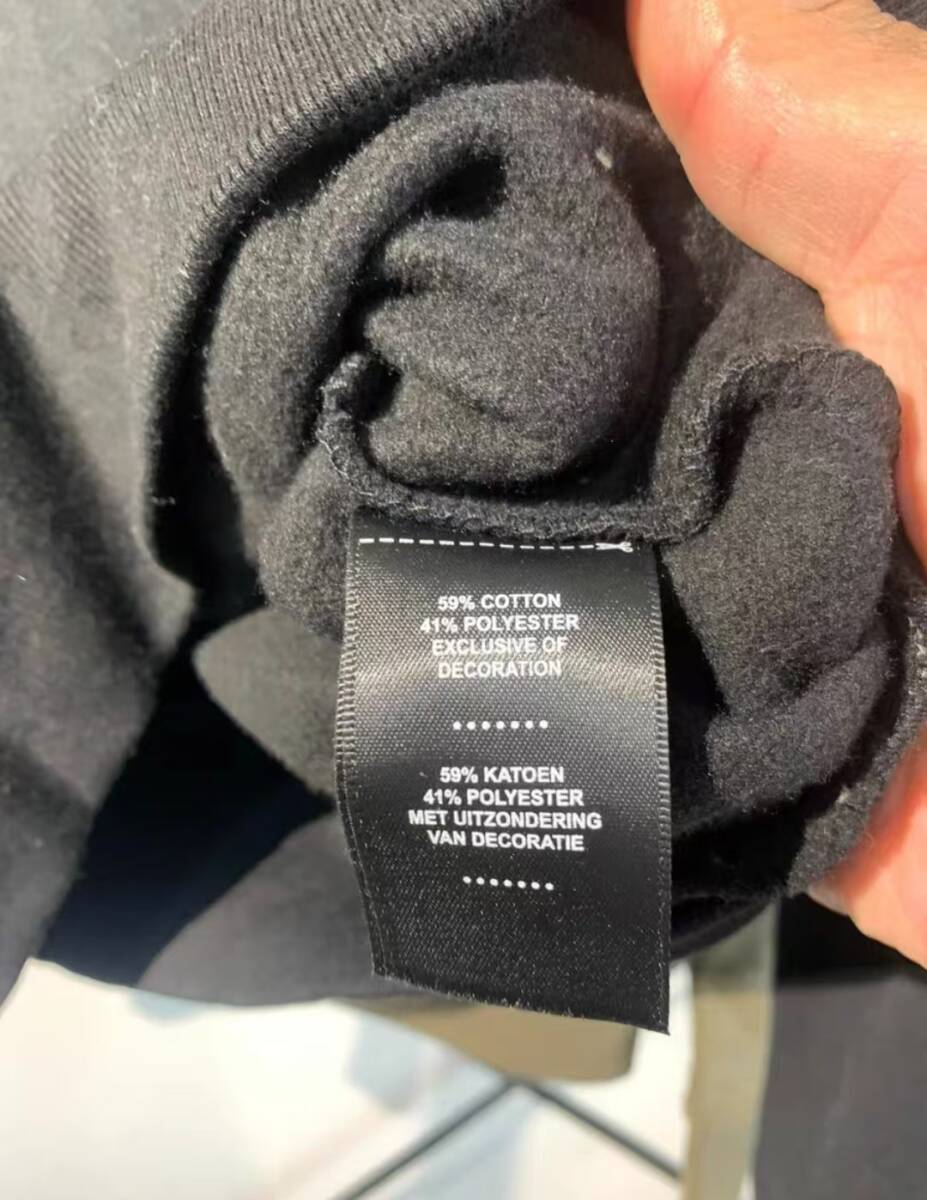 59% COTTON
41% POLYESTER
EXCLUSIVE OF
DECORATION
.......
59% KATOEN
41% POLYESTER
MET UITZONDERING
VAN DECORATIE
.......